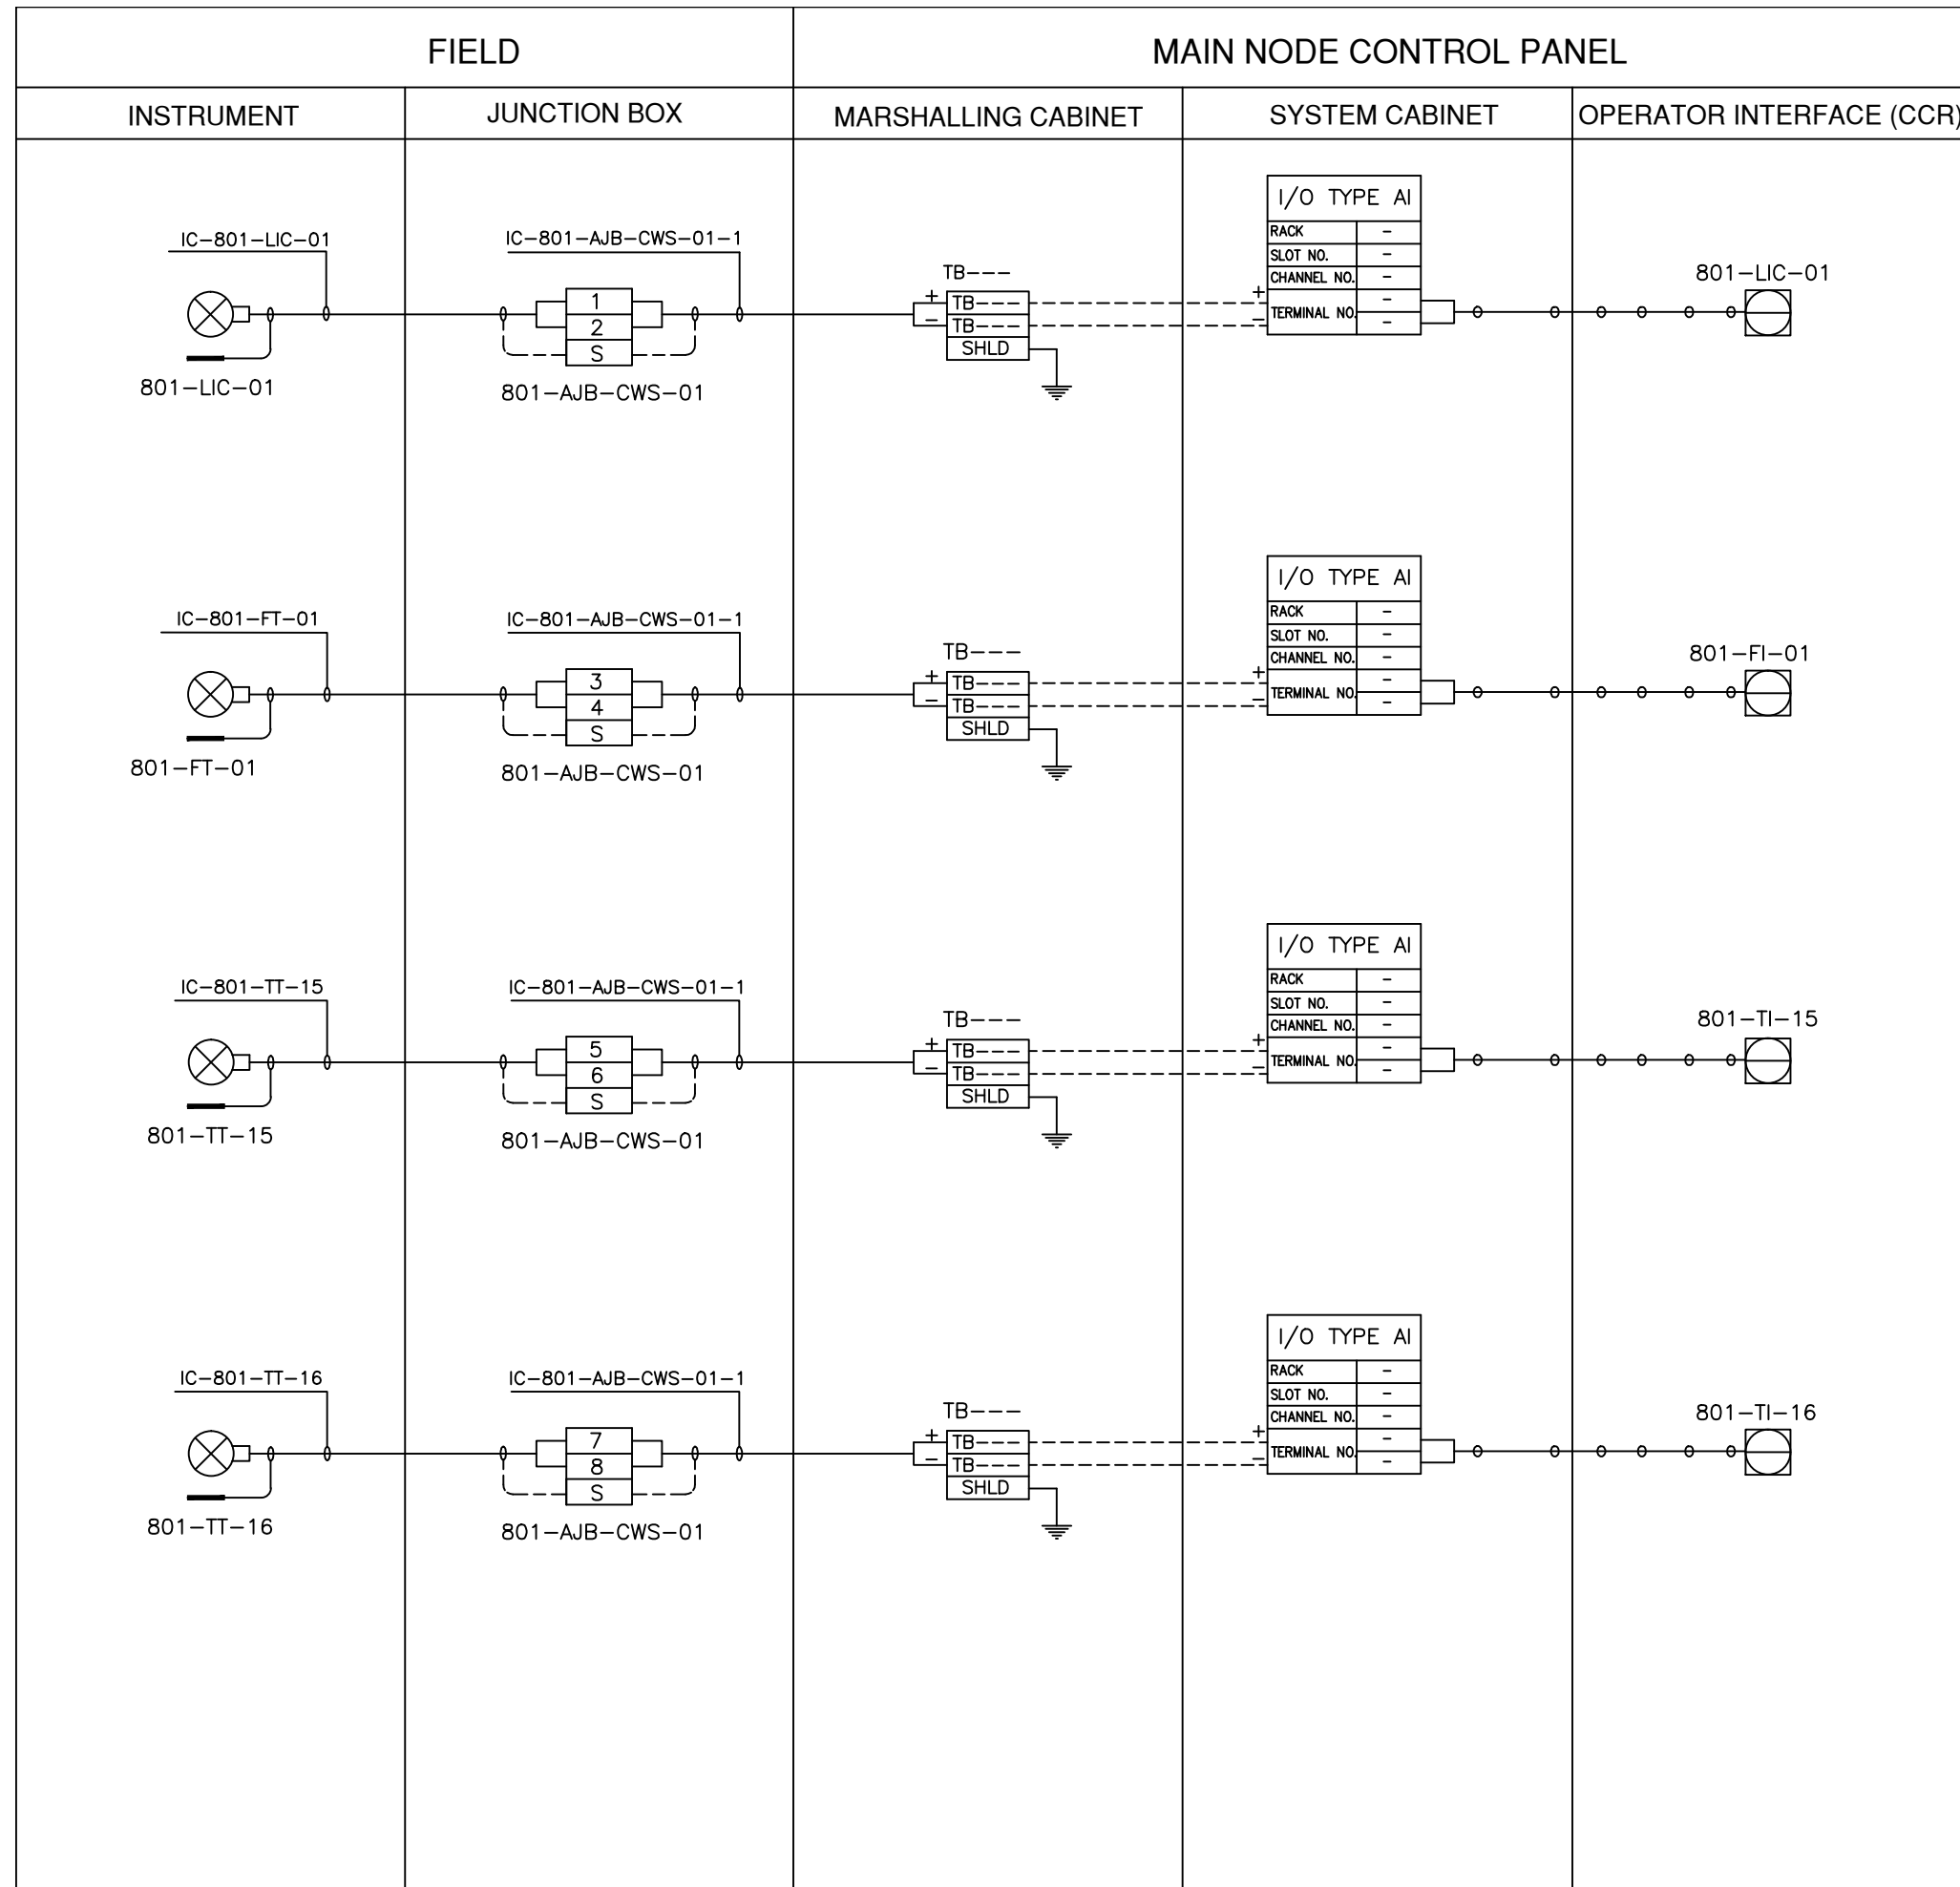 FIELD
MAIN NODE CONTROL PANEL
INSTRUMENT
JUNCTION BOX
MARSHALLING CABINET
SYSTEM CABINET
OPERATOR INTERFACE (CCR)
IC-801-LIC-01
801-LIC-01
IC-801-AJB-CWS-01-1
1
2
S
801-AJB-CWS-01
TB---
+ TB---
- TB---
SHLD
I/O TYPE AI
RACK -
SLOT NO. -
CHANNEL NO. -
+ -
TERMINAL NO.
- -
801-LIC-01
IC-801-FT-01
801-FT-01
IC-801-AJB-CWS-01-1
3
4
S
801-AJB-CWS-01
TB---
+ TB---
- TB---
SHLD
I/O TYPE AI
RACK -
SLOT NO. -
CHANNEL NO. -
+ -
TERMINAL NO.
- -
801-FI-01
IC-801-TT-15
801-TT-15
IC-801-AJB-CWS-01-1
5
6
S
801-AJB-CWS-01
TB---
+ TB---
- TB---
SHLD
I/O TYPE AI
RACK -
SLOT NO. -
CHANNEL NO. -
+ -
TERMINAL NO.
- -
801-TI-15
IC-801-TT-16
801-TT-16
IC-801-AJB-CWS-01-1
7
8
S
801-AJB-CWS-01
TB---
+ TB---
- TB---
SHLD
I/O TYPE AI
RACK -
SLOT NO. -
CHANNEL NO. -
+ -
TERMINAL NO.
- -
801-TI-16